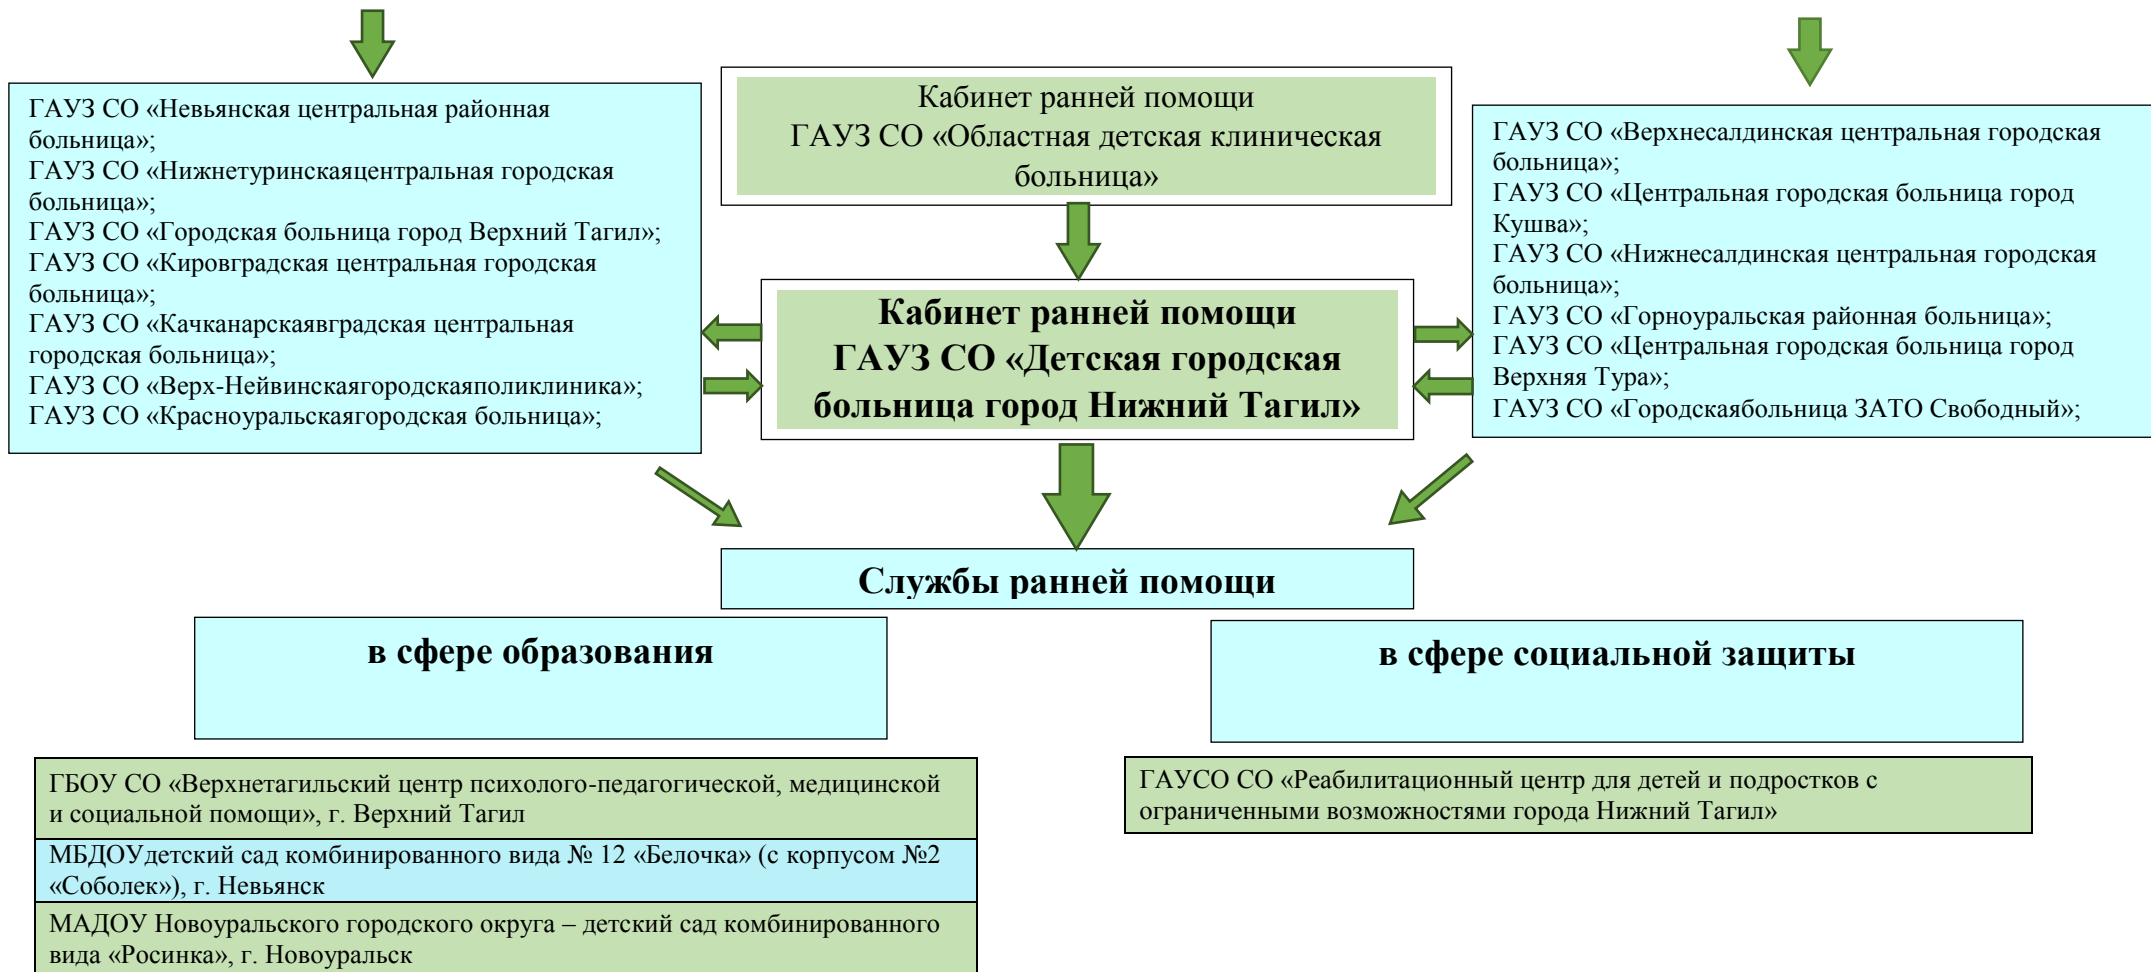 ГАУЗ СО «Невьянская центральная районная
больница»;
ГАУЗ СО «Нижнетуринскаяцентральная городская
больница»;
ГАУЗ СО «Городская больница город Верхний Тагил»;
ГАУЗ СО «Кировградская центральная городская
больница»;
ГАУЗ СО «Качканарскаявградская центральная
городская больница»;
ГАУЗ СО «Верх-Нейвинскаягородскаяполиклиника»;
ГАУЗ СО «Красноуральскаягородская больница»;
Кабинет ранней помощи
ГАУЗ СО «Областная детская клиническая
больница»
Кабинет ранней помощи
ГАУЗ СО «Детская городская
больница город Нижний Тагил»
ГАУЗ СО «Верхнесалдинская центральная городская
больница»;
ГАУЗ СО «Центральная городская больница город
Кушва»;
ГАУЗ СО «Нижнесалдинская центральная городская
больница»;
ГАУЗ СО «Горноуральская районная больница»;
ГАУЗ СО «Центральная городская больница город
Верхняя Тура»;
ГАУЗ СО «Городскаябольница ЗАТО Свободный»;
Службы ранней помощи
в сфере образования
в сфере социальной защиты
ГБОУ СО «Верхнетагильский центр психолого-педагогической, медицинской
и социальной помощи», г. Верхний Тагил
МБДОУдетский сад комбинированного вида № 12 «Белочка» (с корпусом №2
«Соболек»), г. Невьянск
МАДОУ Новоуральского городского округа – детский сад комбинированного
вида «Росинка», г. Новоуральск
ГАУСО СО «Реабилитационный центр для детей и подростков с
ограниченными возможностями города Нижний Тагил»